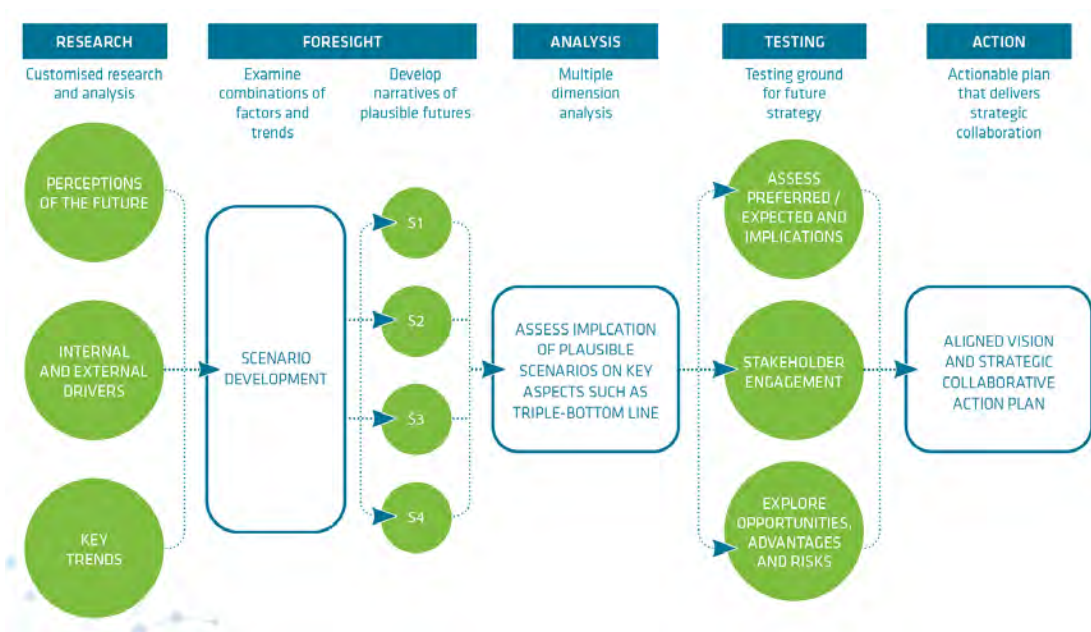 RESEARCH
Customised research
and analysis
PERCEPTIONS
OF THE FUTURE
INTERNAL
AND EXTERNAL
DRIVERS
KEY
TRENDS
FORESIGHT
Examine
combinations of
factors and
trends
Develop
narratives of
plausible futures
SCENARIO
DEVELOPMENT
S1
S2
S3
S4
ANALYSIS
Multiple
dimension
analysis
ASSESS IMPLCATION
OF PLAUSIBLE
SCENARIOS ON KEY
ASPECTS SUCH AS
TRIPLE-BOTTOM LINE
TESTING
Testing ground
for future
strategy
ASSESS
PREFERRED /
EXPECTED AND
IMPLICATIONS
STAKEHOLDER
ENGAGEMENT
EXPLORE
OPPORTUNITIES,
ADVANTAGES
AND RISKS
ACTION
Actionable plan
that delivers
strategic
collaboration
ALIGNED VISION
AND STRATEGIC
COLLABORATIVE
ACTION PLAN